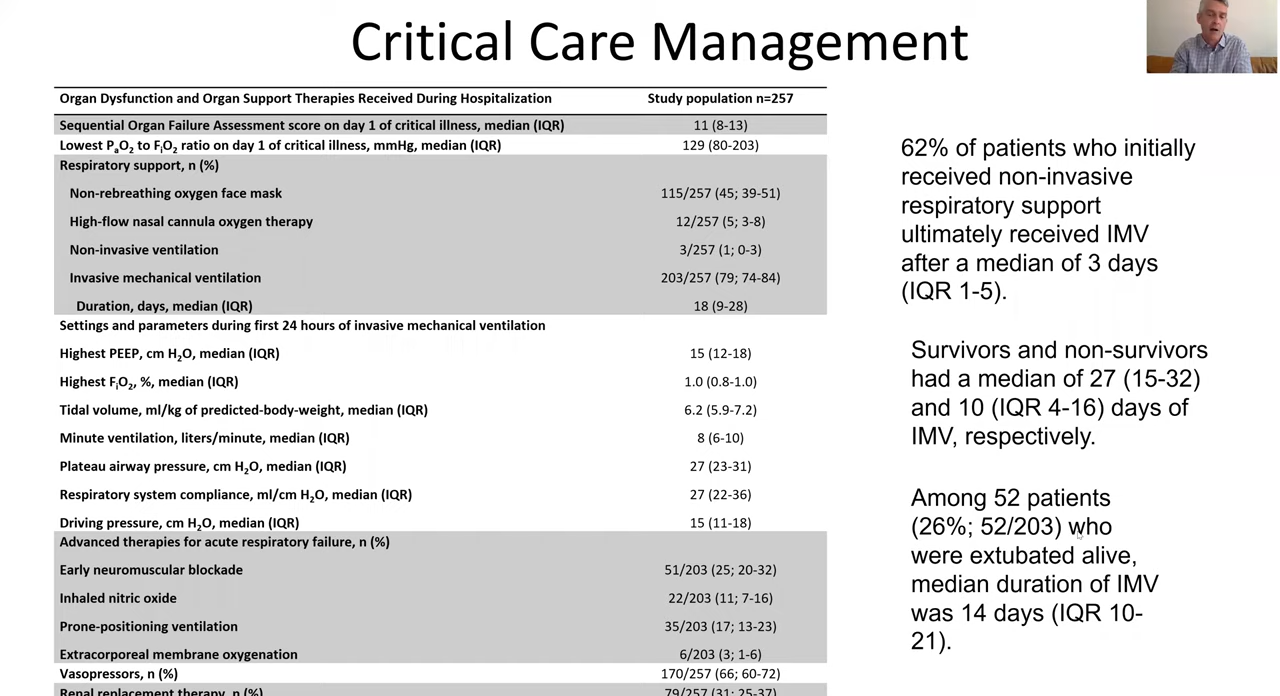 Critical Care Management
Organ Dysfunction and Organ Support Therapies Received During Hospitalization Study population n=257
Sequential Organ Failure Assessment score on day 1 of critical illness, median (IQR) 11 (8-13)
Lowest PaO2 to FiO2 ratio on day 1 of critical illness, mmHg, median (IQR) 129 (80-203)
Respiratory support, n (%)
Non-rebreathing oxygen face mask 115/257 (45; 39-51)
High-flow nasal cannula oxygen therapy 12/257 (5; 3-8)
Non-invasive ventilation 3/257 (1; 0-3)
Invasive mechanical ventilation 203/257 (79; 74-84)
Duration, days, median (IQR) 18 (9-28)
Settings and parameters during first 24 hours of invasive mechanical ventilation
Highest PEEP, cm H2O, median (IQR) 15 (12-18)
Highest FiO2, %, median (IQR) 1.0 (0.8-1.0)
Tidal volume, ml/kg of predicted-body-weight, median (IQR) 6.2 (5.9-7.2)
Minute ventilation, liters/minute, median (IQR) 8 (6-10)
Plateau airway pressure, cm H2O, median (IQR) 27 (23-31)
Respiratory system compliance, ml/cm H2O, median (IQR) 27 (22-36)
Driving pressure, cm H2O, median (IQR) 15 (11-18)
Advanced therapies for acute respiratory failure, n (%)
Early neuromuscular blockade 51/203 (25; 20-32)
Inhaled nitric oxide 22/203 (11; 7-16)
Prone-positioning ventilation 35/203 (17; 13-23)
Extracorporeal membrane oxygenation 6/203 (3; 1-6)
Vasopressors, n (%) 170/257 (66; 60-72)
Renal replacement therapy, n (%) 79/257 (31; 25-37)
62% of patients who initially
received non-invasive
respiratory support
ultimately received IMV
after a median of 3 days
(IQR 1-5).
Survivors and non-survivors
had a median of 27 (15-32)
and 10 (IQR 4-16) days of
IMV, respectively.
Among 52 patients
(26%; 52/203) who
were extubated alive,
median duration of IMV
was 14 days (IQR 10-
21).